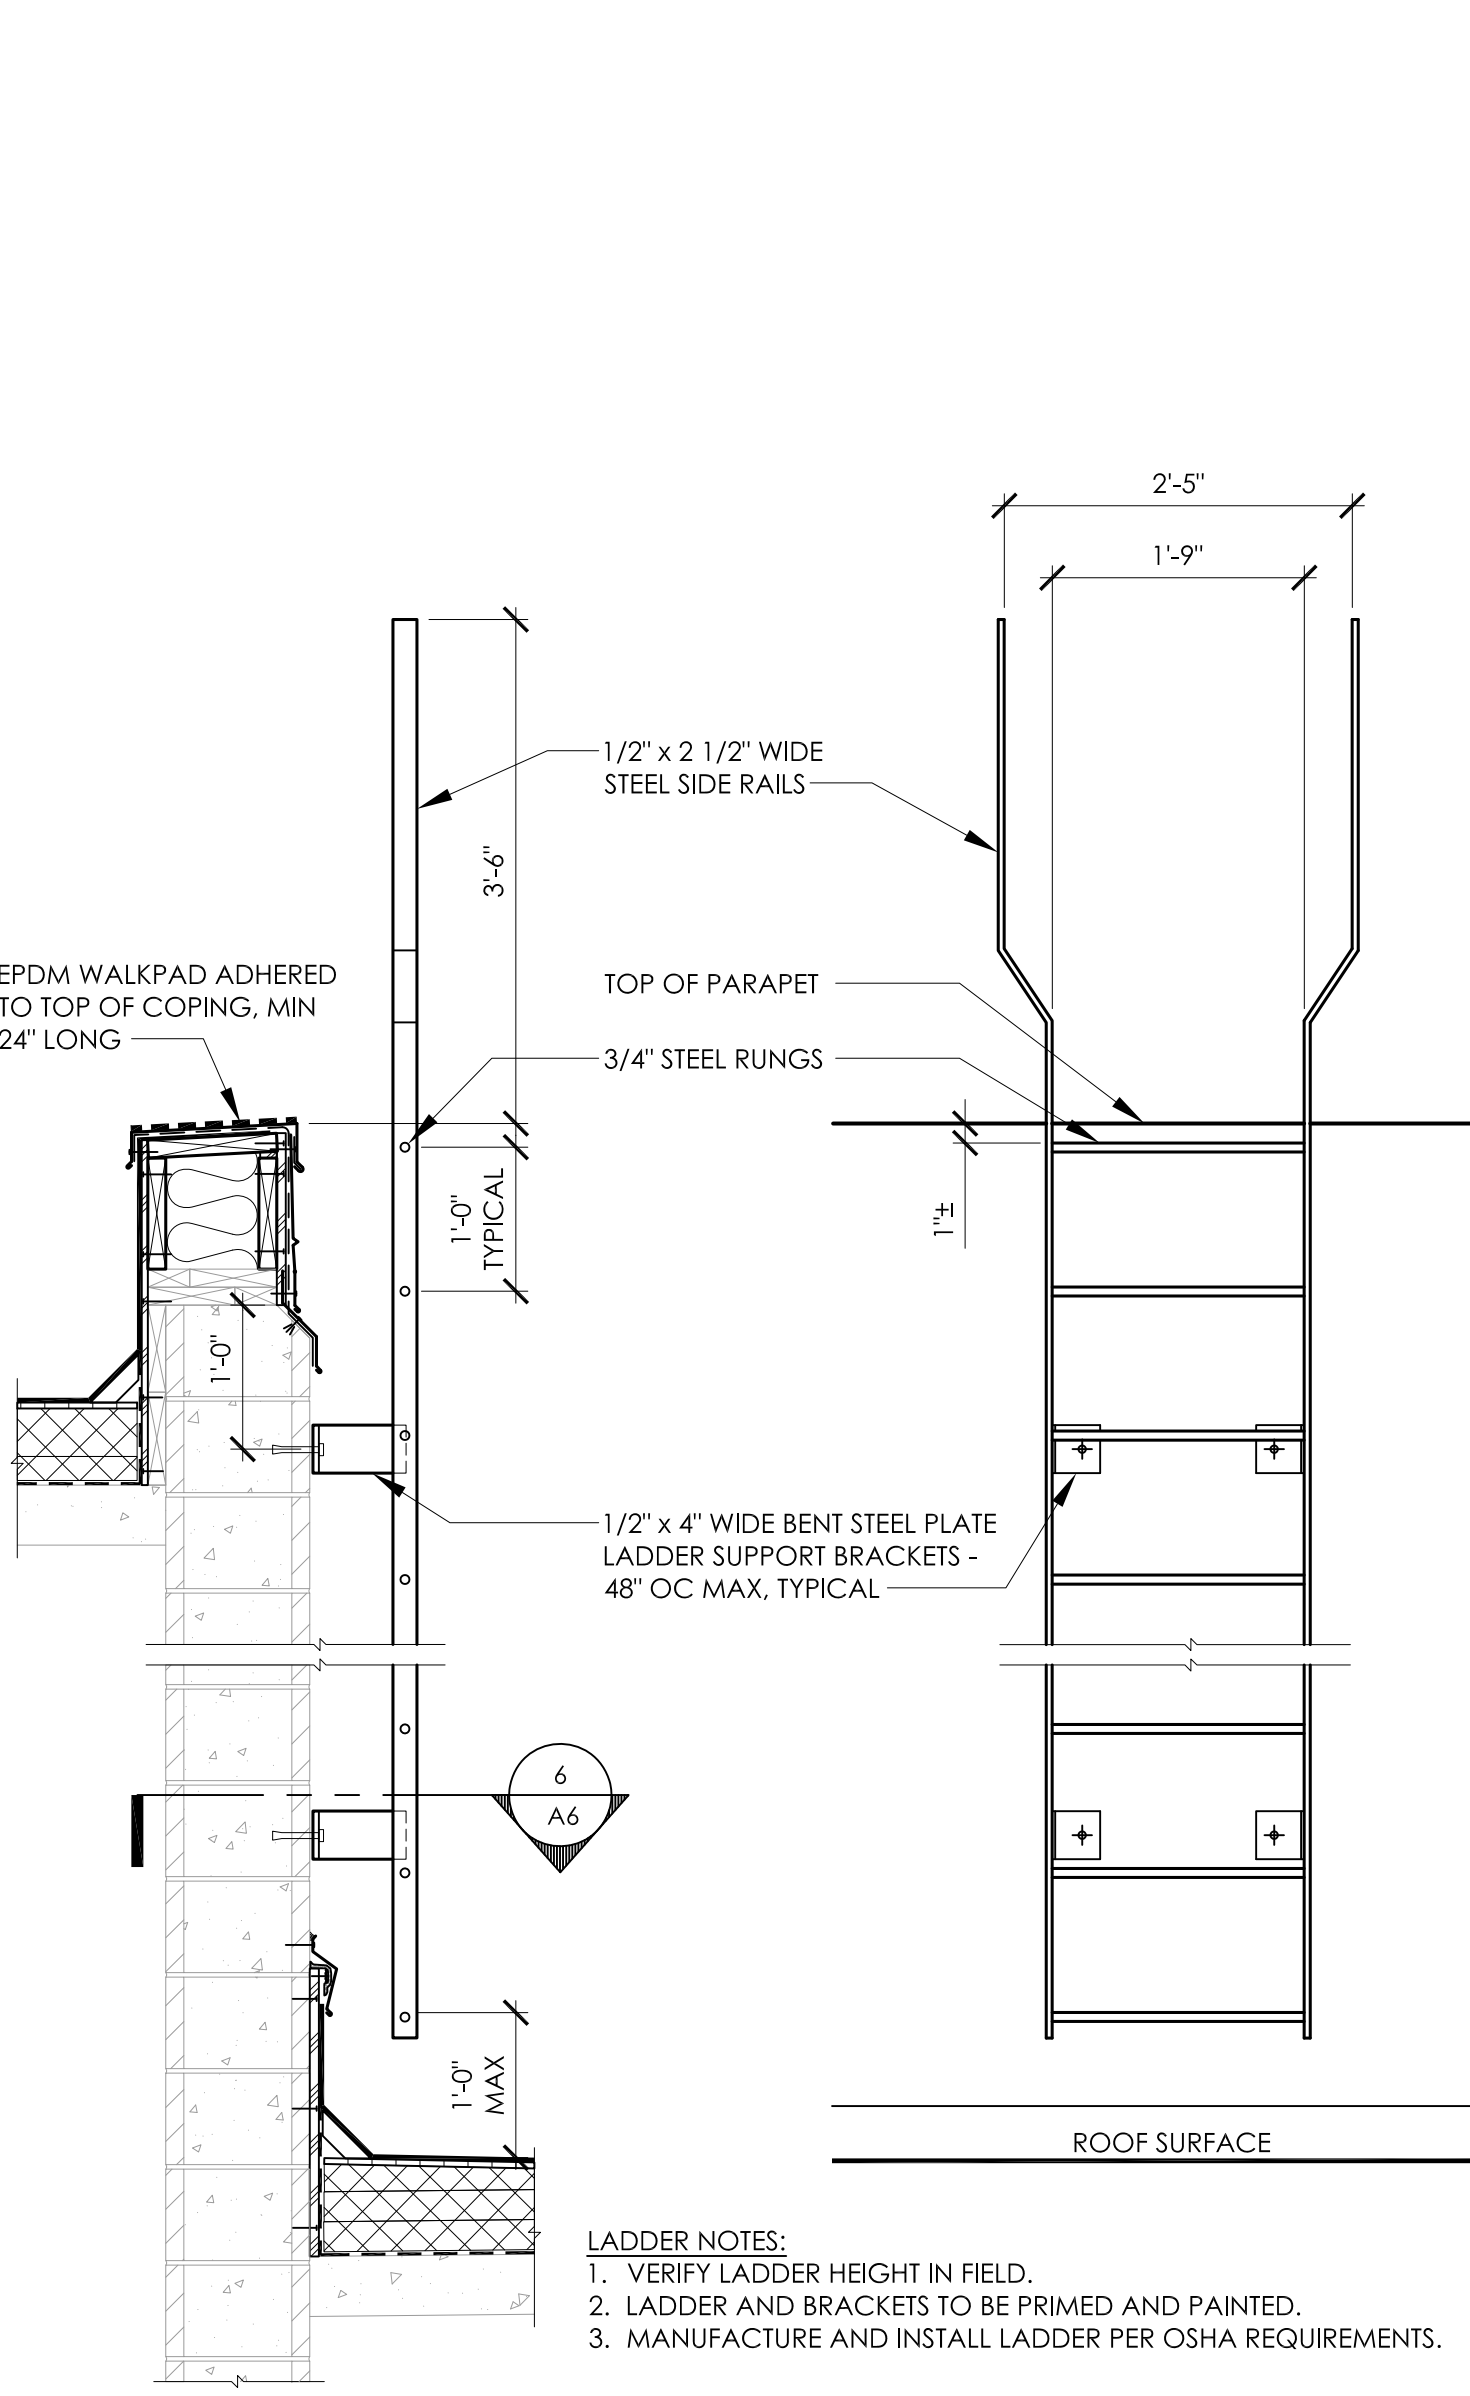 2'-5"
1'-9"
1/2" x 2 1/2" WIDE
STEEL SIDE RAILS
3'-6"
EPDM WALKPAD ADHERED
TO TOP OF COPING, MIN
24" LONG
TOP OF PARAPET
3/4" STEEL RUNGS
1'-0"
TYPICAL
1"±
1'-0"
1/2" x 4" WIDE BENT STEEL PLATE
LADDER SUPPORT BRACKETS -
48" OC MAX, TYPICAL
6
A6
1'-0"
MAX
ROOF SURFACE
LADDER NOTES:
1. VERIFY LADDER HEIGHT IN FIELD.
2. LADDER AND BRACKETS TO BE PRIMED AND PAINTED.
3. MANUFACTURE AND INSTALL LADDER PER OSHA REQUIREMENTS.